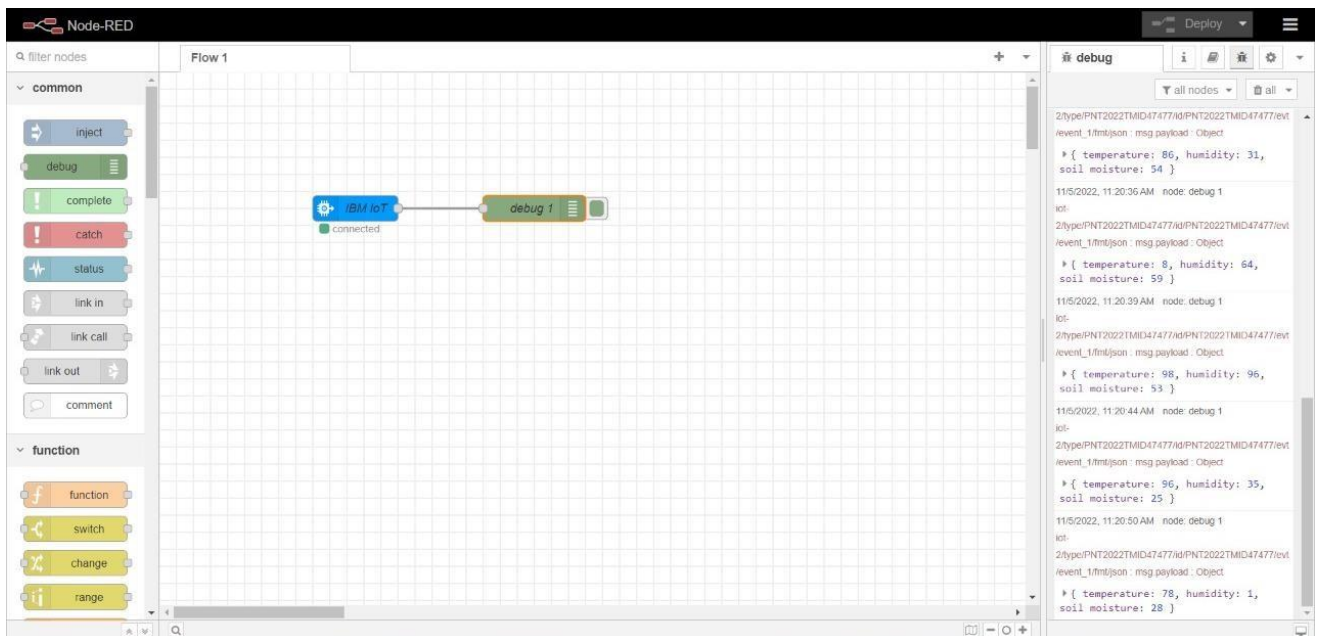 Node-RED
Deploy
filter nodes
Flow 1
debug
i
all nodes
all
common
inject
debug
complete
catch
status
link in
link call
link out
comment
function
function
switch
change
range
IBM IoT
connected
debug 1
2/type/PNT2022TMID47477/id/PNT2022TMID47477/evt
/event_1/fmt/json : msg.payload : Object
{ temperature: 86, humidity: 31,
soil moisture: 54 }
11/5/2022, 11:20:36 AM node: debug 1
iot-
2/type/PNT2022TMID47477/id/PNT2022TMID47477/evt
/event_1/fmt/json : msg.payload : Object
{ temperature: 8, humidity: 64,
soil moisture: 59 }
11/5/2022, 11:20:39 AM node: debug 1
iot-
2/type/PNT2022TMID47477/id/PNT2022TMID47477/evt
/event_1/fmt/json : msg.payload : Object
{ temperature: 98, humidity: 96,
soil moisture: 53 }
11/5/2022, 11:20:44 AM node: debug 1
iot-
2/type/PNT2022TMID47477/id/PNT2022TMID47477/evt
/event_1/fmt/json : msg.payload : Object
{ temperature: 96, humidity: 35,
soil moisture: 25 }
11/5/2022, 11:20:50 AM node: debug 1
iot-
2/type/PNT2022TMID47477/id/PNT2022TMID47477/evt
/event_1/fmt/json : msg.payload : Object
{ temperature: 78, humidity: 1,
soil moisture: 28 }